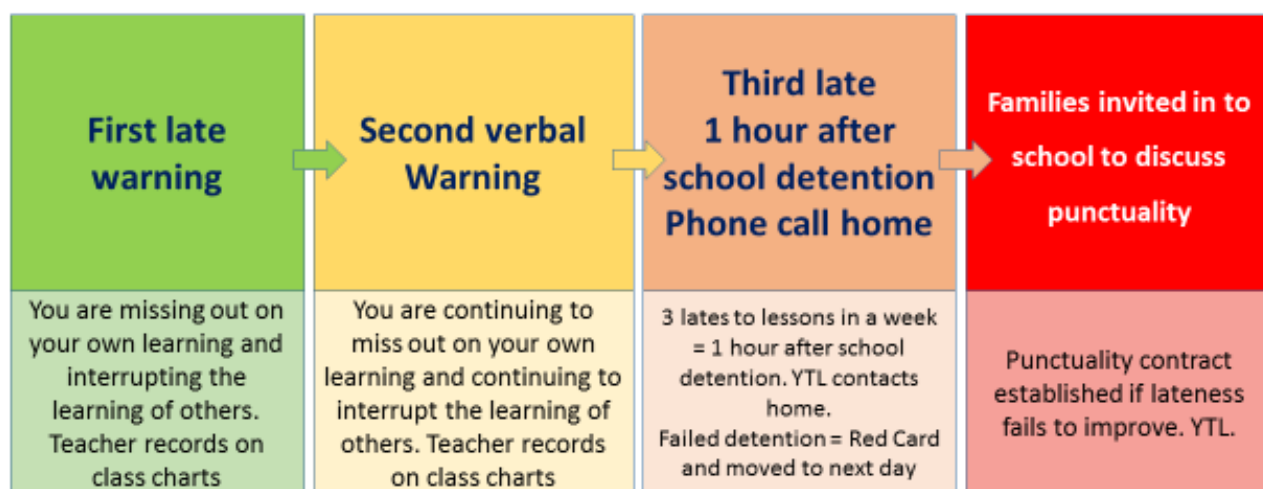 First late
warning
Second verbal
Warning
Third late
1 hour after
school detention
Phone call home
Families invited in to
school to discuss
punctuality
You are missing out on
your own learning and
interrupting the
learning of others.
Teacher records on
class charts
You are continuing to
miss out on your own
learning and continuing to
interrupt the learning of
others. Teacher records
on class charts
3 lates to lessons in a week
= 1 hour after school
detention. YTL contacts
home.
Failed detention = Red Card
and moved to next day
Punctuality contract
established if lateness
fails to improve. YTL.